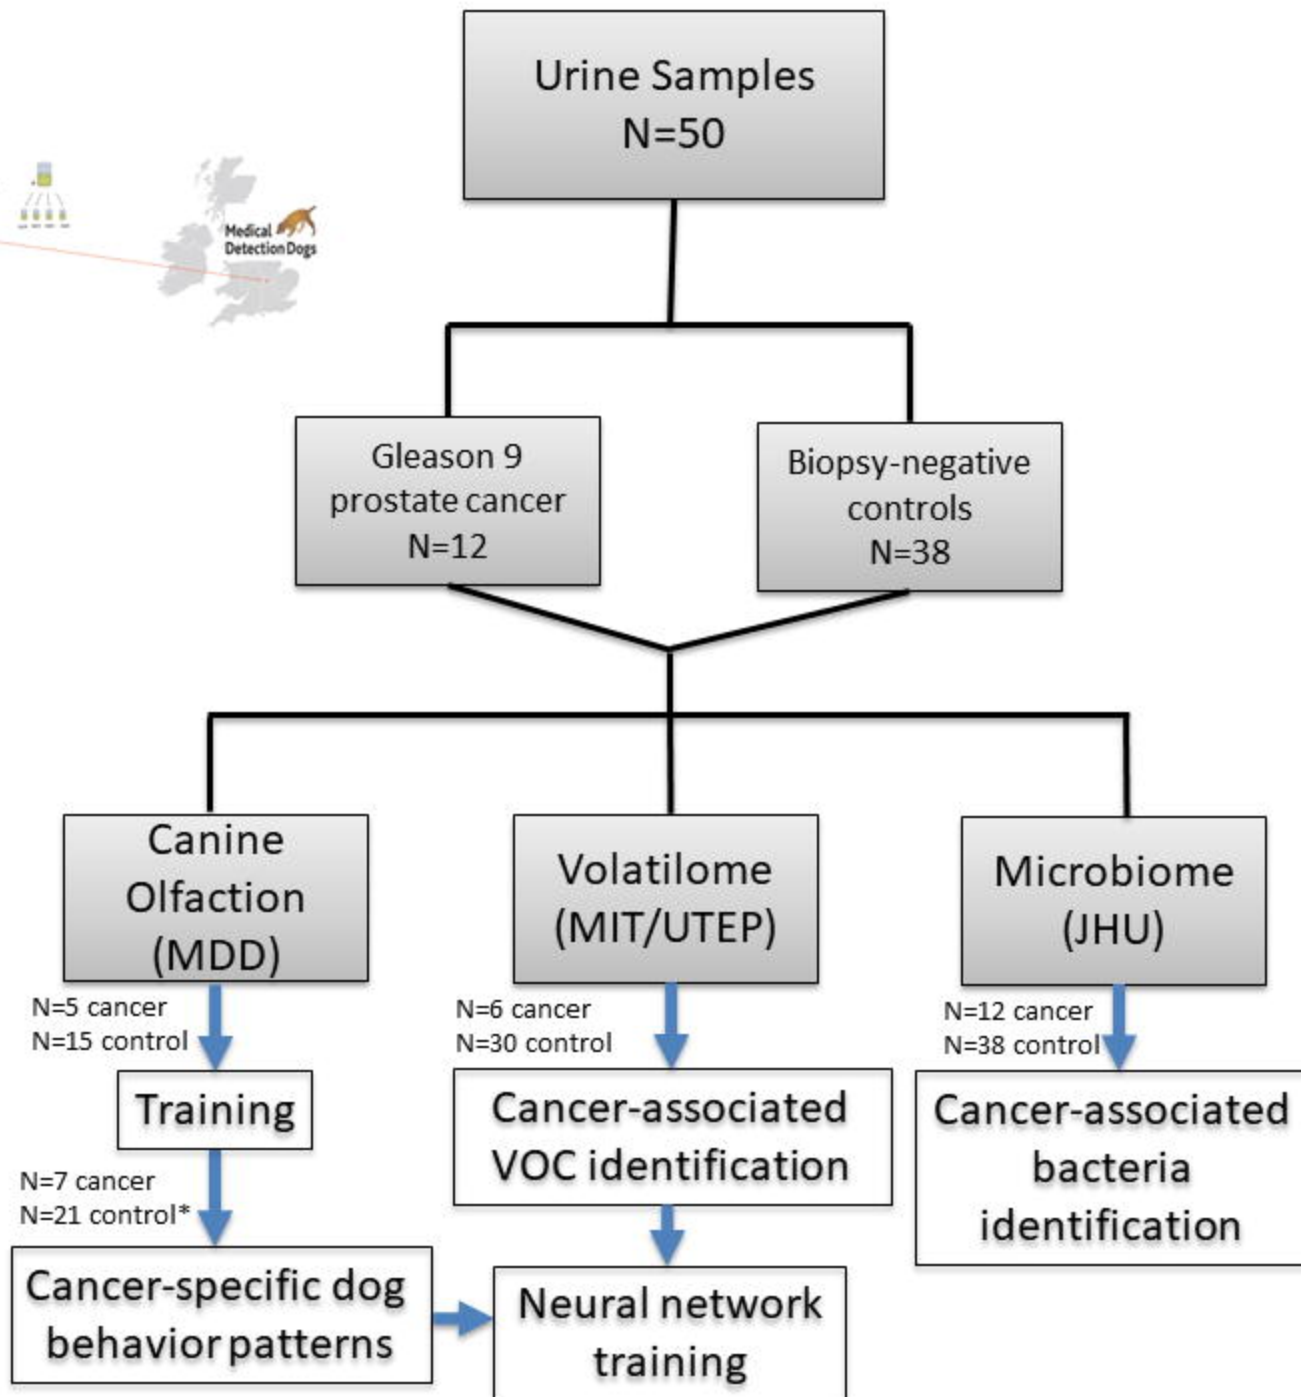 Urine Samples
N=50
Medical
Detection Dogs
Gleason 9
prostate cancer
N=12
Biopsy-negative
controls
N=38
Canine
Olfaction
(MDD)
Volatilome
(MIT/UTEP)
Microbiome
(JHU)
N=5 cancer
N=15 control
N=6 cancer
N=30 control
N=12 cancer
N=38 control
Training
Cancer-associated
VOC identification
Cancer-associated
bacteria
identification
N=7 cancer
N=21 control*
Cancer-specific dog
behavior patterns
Neural network
training